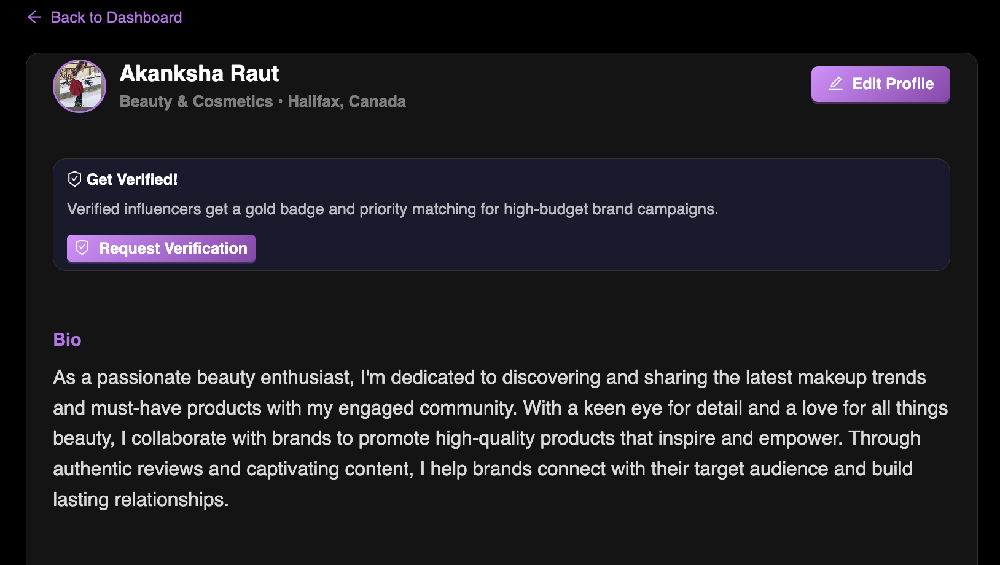 Back to Dashboard
Akanksha Raut
Beauty & Cosmetics • Halifax, Canada
Edit Profile
Get Verified!
Verified influencers get a gold badge and priority matching for high-budget brand campaigns.
Request Verification
Bio
As a passionate beauty enthusiast, I'm dedicated to discovering and sharing the latest makeup trends
and must-have products with my engaged community. With a keen eye for detail and a love for all things
beauty, I collaborate with brands to promote high-quality products that inspire and empower. Through
authentic reviews and captivating content, I help brands connect with their target audience and build
lasting relationships.